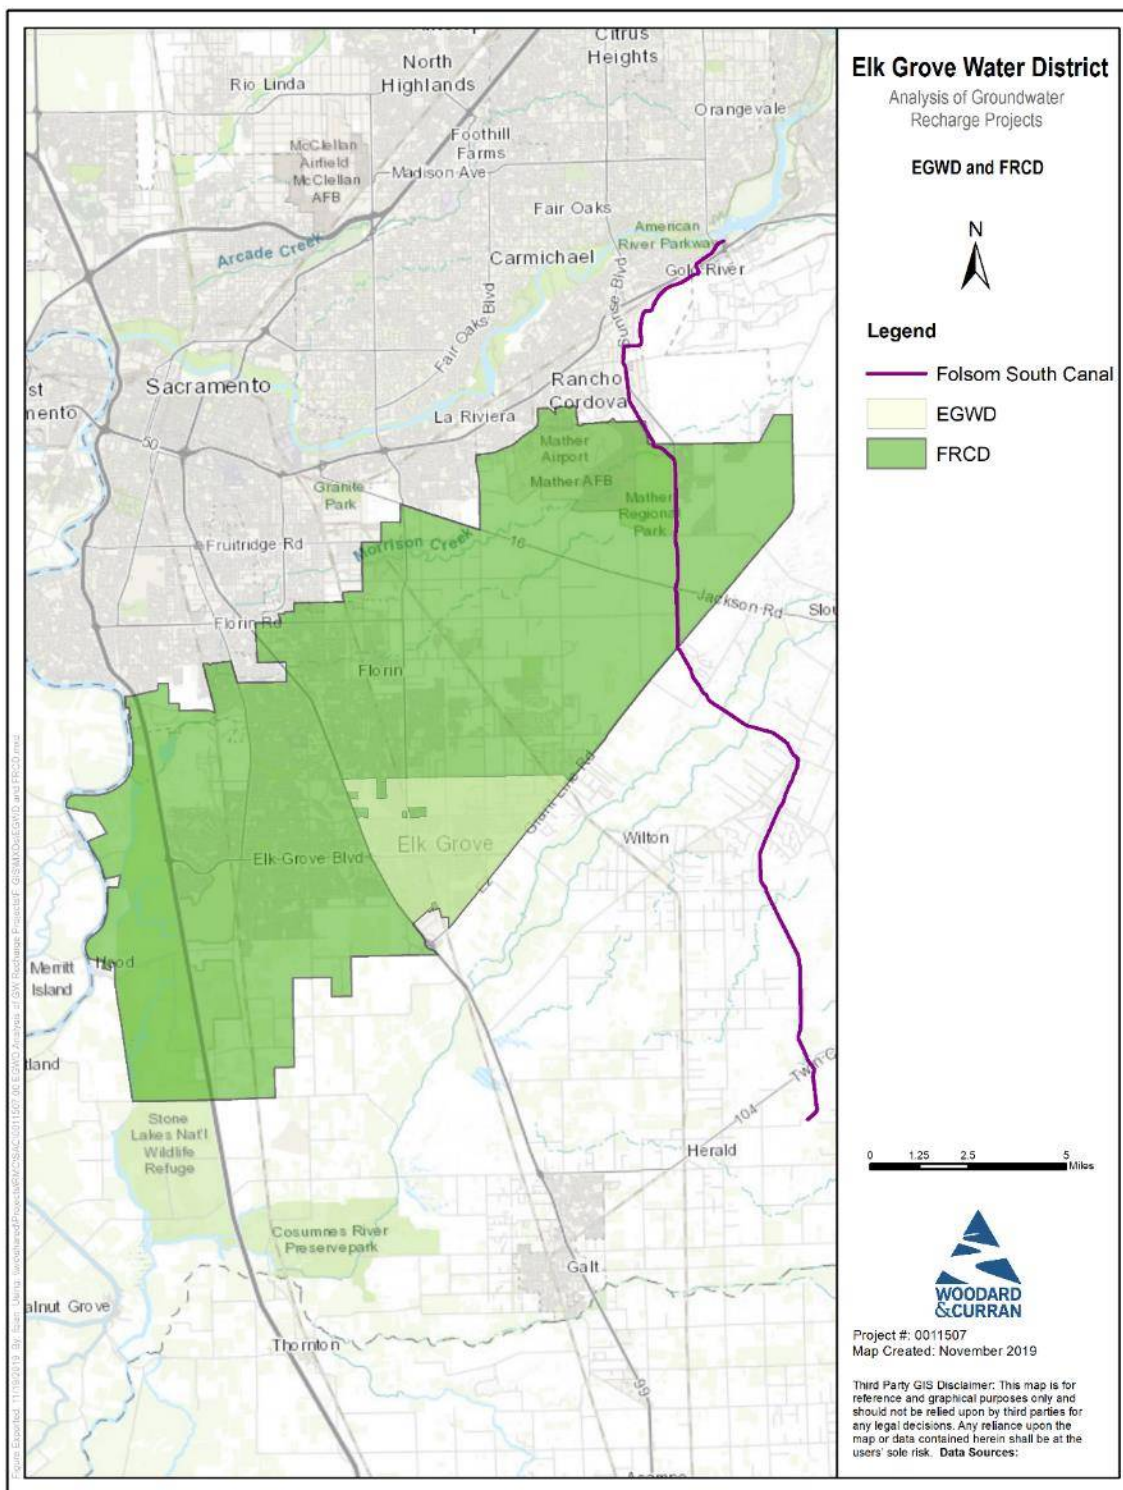 Elk Grove Water District
Analysis of Groundwater
Recharge Projects
EGWD and FRCD
N
Legend
Folsom South Canal
EGWD
FRCD
0 1.25 2.5 5
Miles
WOODARD
&CURRAN
Project #: 0011507
Map Created: November 2019
Third Party GIS Disclaimer: This map is for
reference and graphical purposes only and
should not be relied upon by third parties for
any legal decisions. Any reliance upon the
map or data contained herein shall be at the
users' sole risk. Data Sources:
Citrus
Heights
North
Highlands
Rio Linda
Orangevale
Foothill
Farms
McClellan
Airfield
McClellan
AFB
Madison Ave
Fair Oaks
American
River Parkway
Arcade Creek
Carmichael
Gold River
Sunrise Blvd
Fair Oaks Blvd
Sacramento
st
mento
Rancho
Cordova
La Riviera
50
Mather
Airport
Mather AFB
Granite
Park
Mather
Regional
Park
Fruitridge Rd
Morrison Creek
16
Jackson Rd
Slou
Florin Rd
Florin
Grant Line Rd
Elk Grove
Wilton
Elk Grove Blvd
Hood
Merritt
Island
tland
Twin C
104
Stone
Lakes Nat'l
Wildlife
Refuge
Herald
Cosumnes River
Preservepark
Galt
alnut Grove
Thornton
99